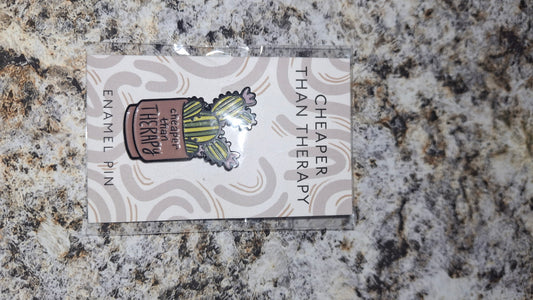 CHEAPER
THAN THERAPY
cheaper
than
THERAPY
ENAMEL PIN